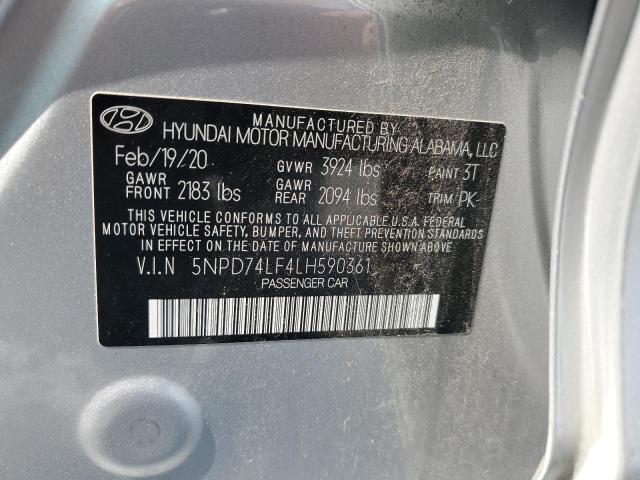 MANUFACTURED BY
HYUNDAI MOTOR MANUFACTURING ALABAMA, LLC
Feb/19/20 GVWR 3924 lbs PAINT 3T
GAWR FRONT 2183 lbs GAWR REAR 2094 lbs TRIM PK
THIS VEHICLE CONFORMS TO ALL APPLICABLE U.S.A. FEDERAL
MOTOR VEHICLE SAFETY, BUMPER, AND THEFT PREVENTION STANDARDS
IN EFFECT ON THE DATE OF MANUFACTURE SHOWN ABOVE.
V.I.N 5NPD74LF4LH590361
PASSENGER CAR